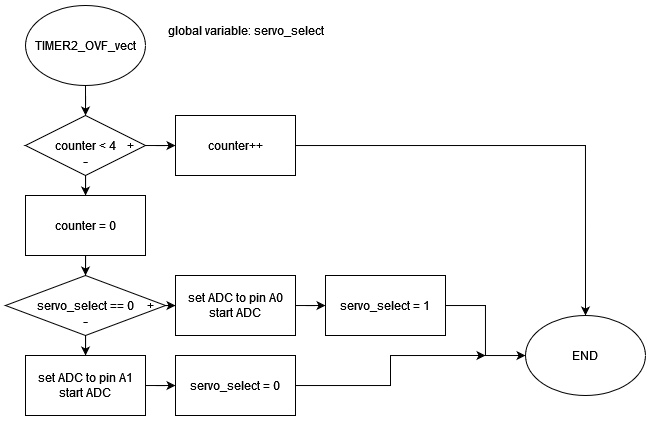 TIMER2_OVF_vect
global variable: servo_select
counter < 4 +
-
counter++
counter = 0
servo_select == 0 +
-
set ADC to pin A0
start ADC
servo_select = 1
END
set ADC to pin A1
start ADC
servo_select = 0